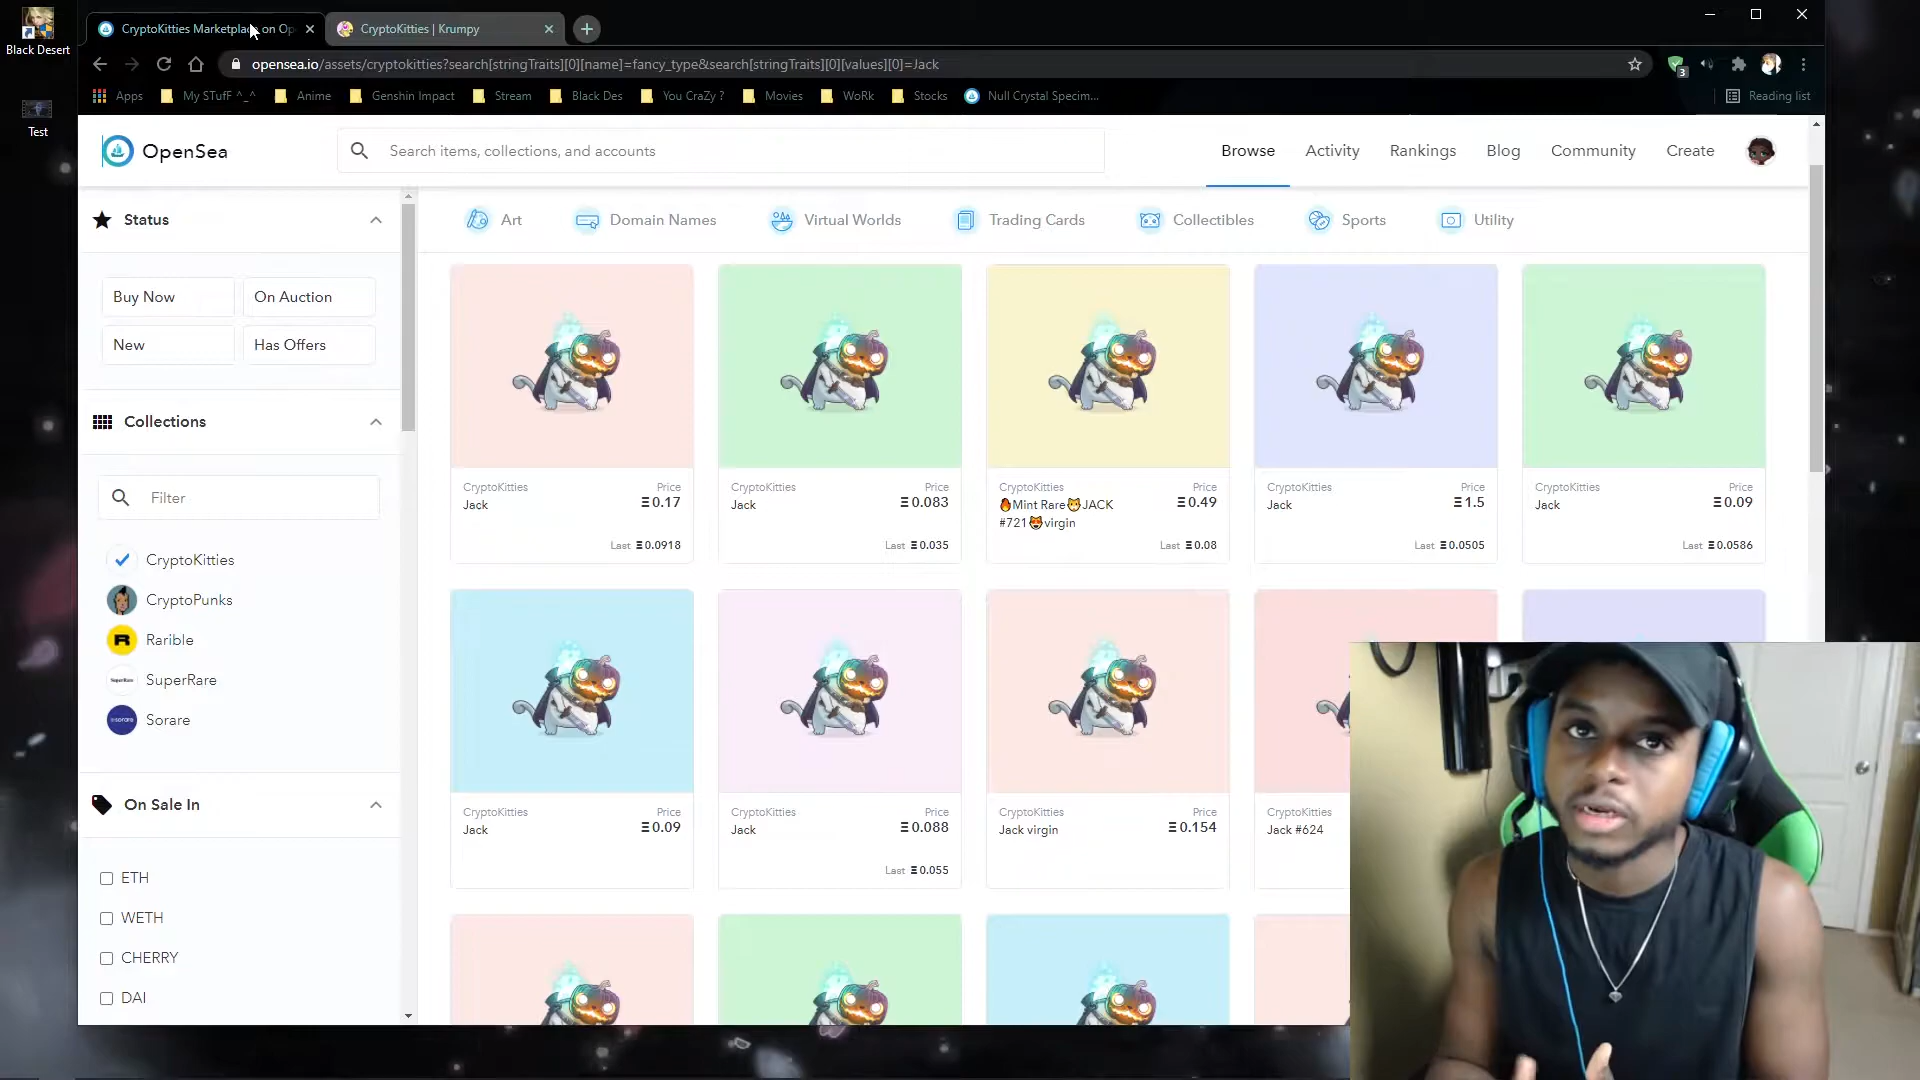 Black Desert
Test
CryptoKitties Marketplac on Op
CryptoKitties | Krumpy
opensea.io/assets/cryptokitties?search[stringTraits][0][name]=fancy_type&search[stringTraits][0][values][0]=Jack
3
Apps
My STufF ^_^
Anime
Genshin Impact
Stream
Black Des
You CraZy ?
Movies
WoRk
Stocks
Null Crystal Specim...
Reading list
OpenSea
Search items, collections, and accounts
Browse
Activity
Rankings
Blog
Community
Create
Status
Buy Now
On Auction
New
Has Offers
Collections
Filter
CryptoKitties
CryptoPunks
Rarible
SuperRare
Sorare
On Sale In
ETH
WETH
CHERRY
DAI
Art
Domain Names
Virtual Worlds
Trading Cards
Collectibles
Sports
Utility
CryptoKitties Price
Jack Ξ0.17
Last Ξ0.0918
CryptoKitties Price
Jack Ξ0.083
Last Ξ0.035
CryptoKitties Price
🔥Mint Rare🐱JACK Ξ0.49
#721😻virgin
Last Ξ0.08
CryptoKitties Price
Jack Ξ1.5
Last Ξ0.0505
CryptoKitties Price
Jack Ξ0.09
Last Ξ0.0586
CryptoKitties Price
Jack Ξ0.09
CryptoKitties Price
Jack Ξ0.088
Last Ξ0.055
CryptoKitties Price
Jack virgin Ξ0.154
CryptoKitties
Jack #624